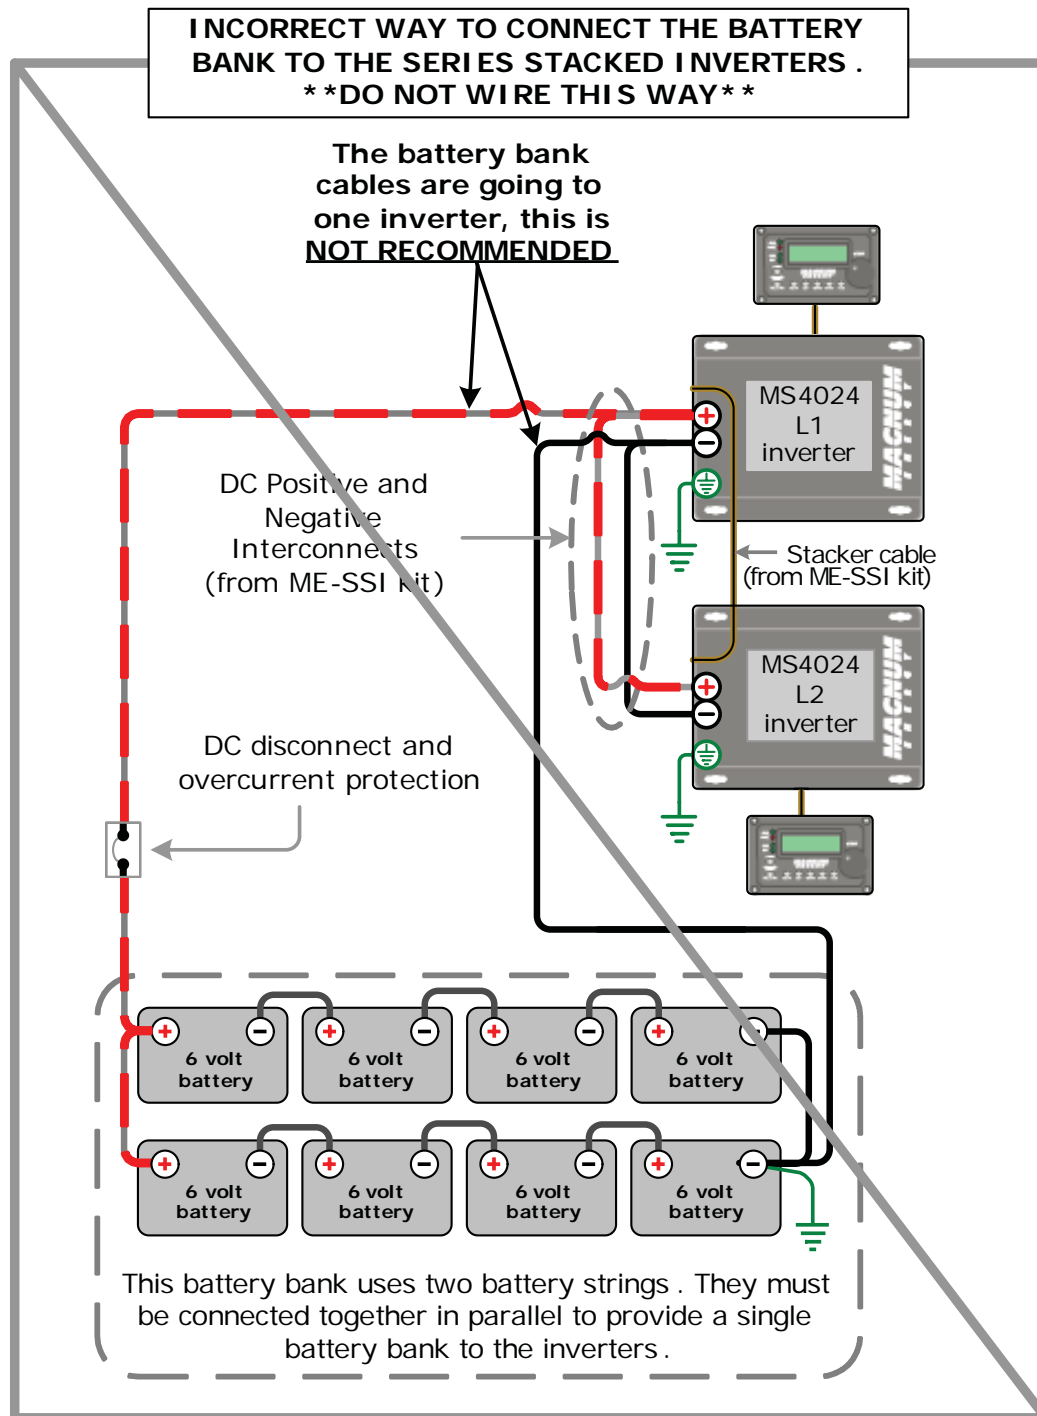 INCORRECT WAY TO CONNECT THE BATTERY
BANK TO THE SERIES STACKED INVERTERS.
**DO NOT WIRE THIS WAY**
The battery bank
cables are going to
one inverter, this is
NOT RECOMMENDED
MS4024
L1
inverter
MAGNUM
DC Positive and
Negative
Interconnects
(from ME-SSI kit)
Stacker cable
(from ME-SSI kit)
MS4024
L2
inverter
MAGNUM
DC disconnect and
overcurrent protection
6 volt
battery
6 volt
battery
6 volt
battery
6 volt
battery
6 volt
battery
6 volt
battery
6 volt
battery
6 volt
battery
This battery bank uses two battery strings. They must
be connected together in parallel to provide a single
battery bank to the inverters.